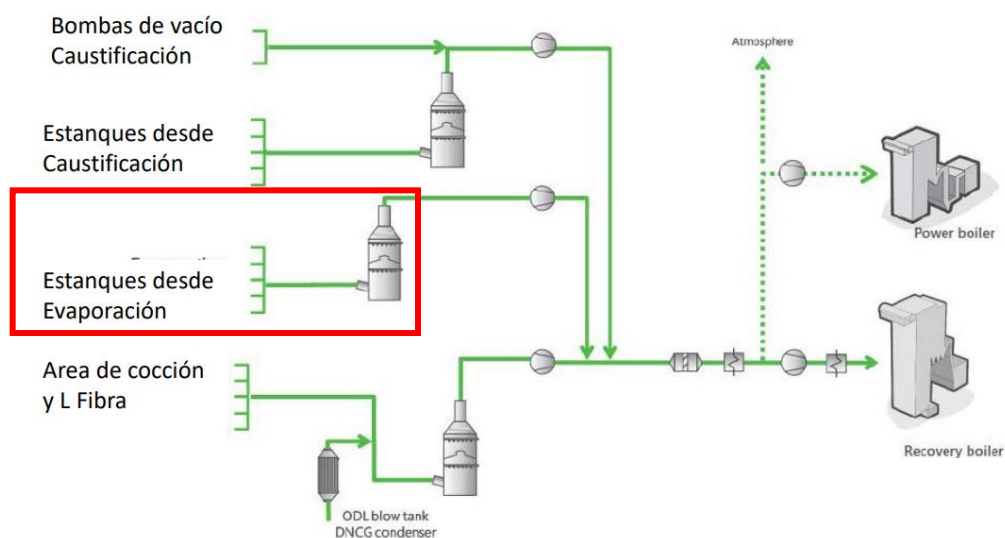 Bombas de vacío
Caustificación
Atmosphere
Estanques desde
Caustificación
Power boiler
Estanques desde
Evaporación
Area de cocción
y L Fibra
Recovery boiler
ODL blow tank
DNCG condenser